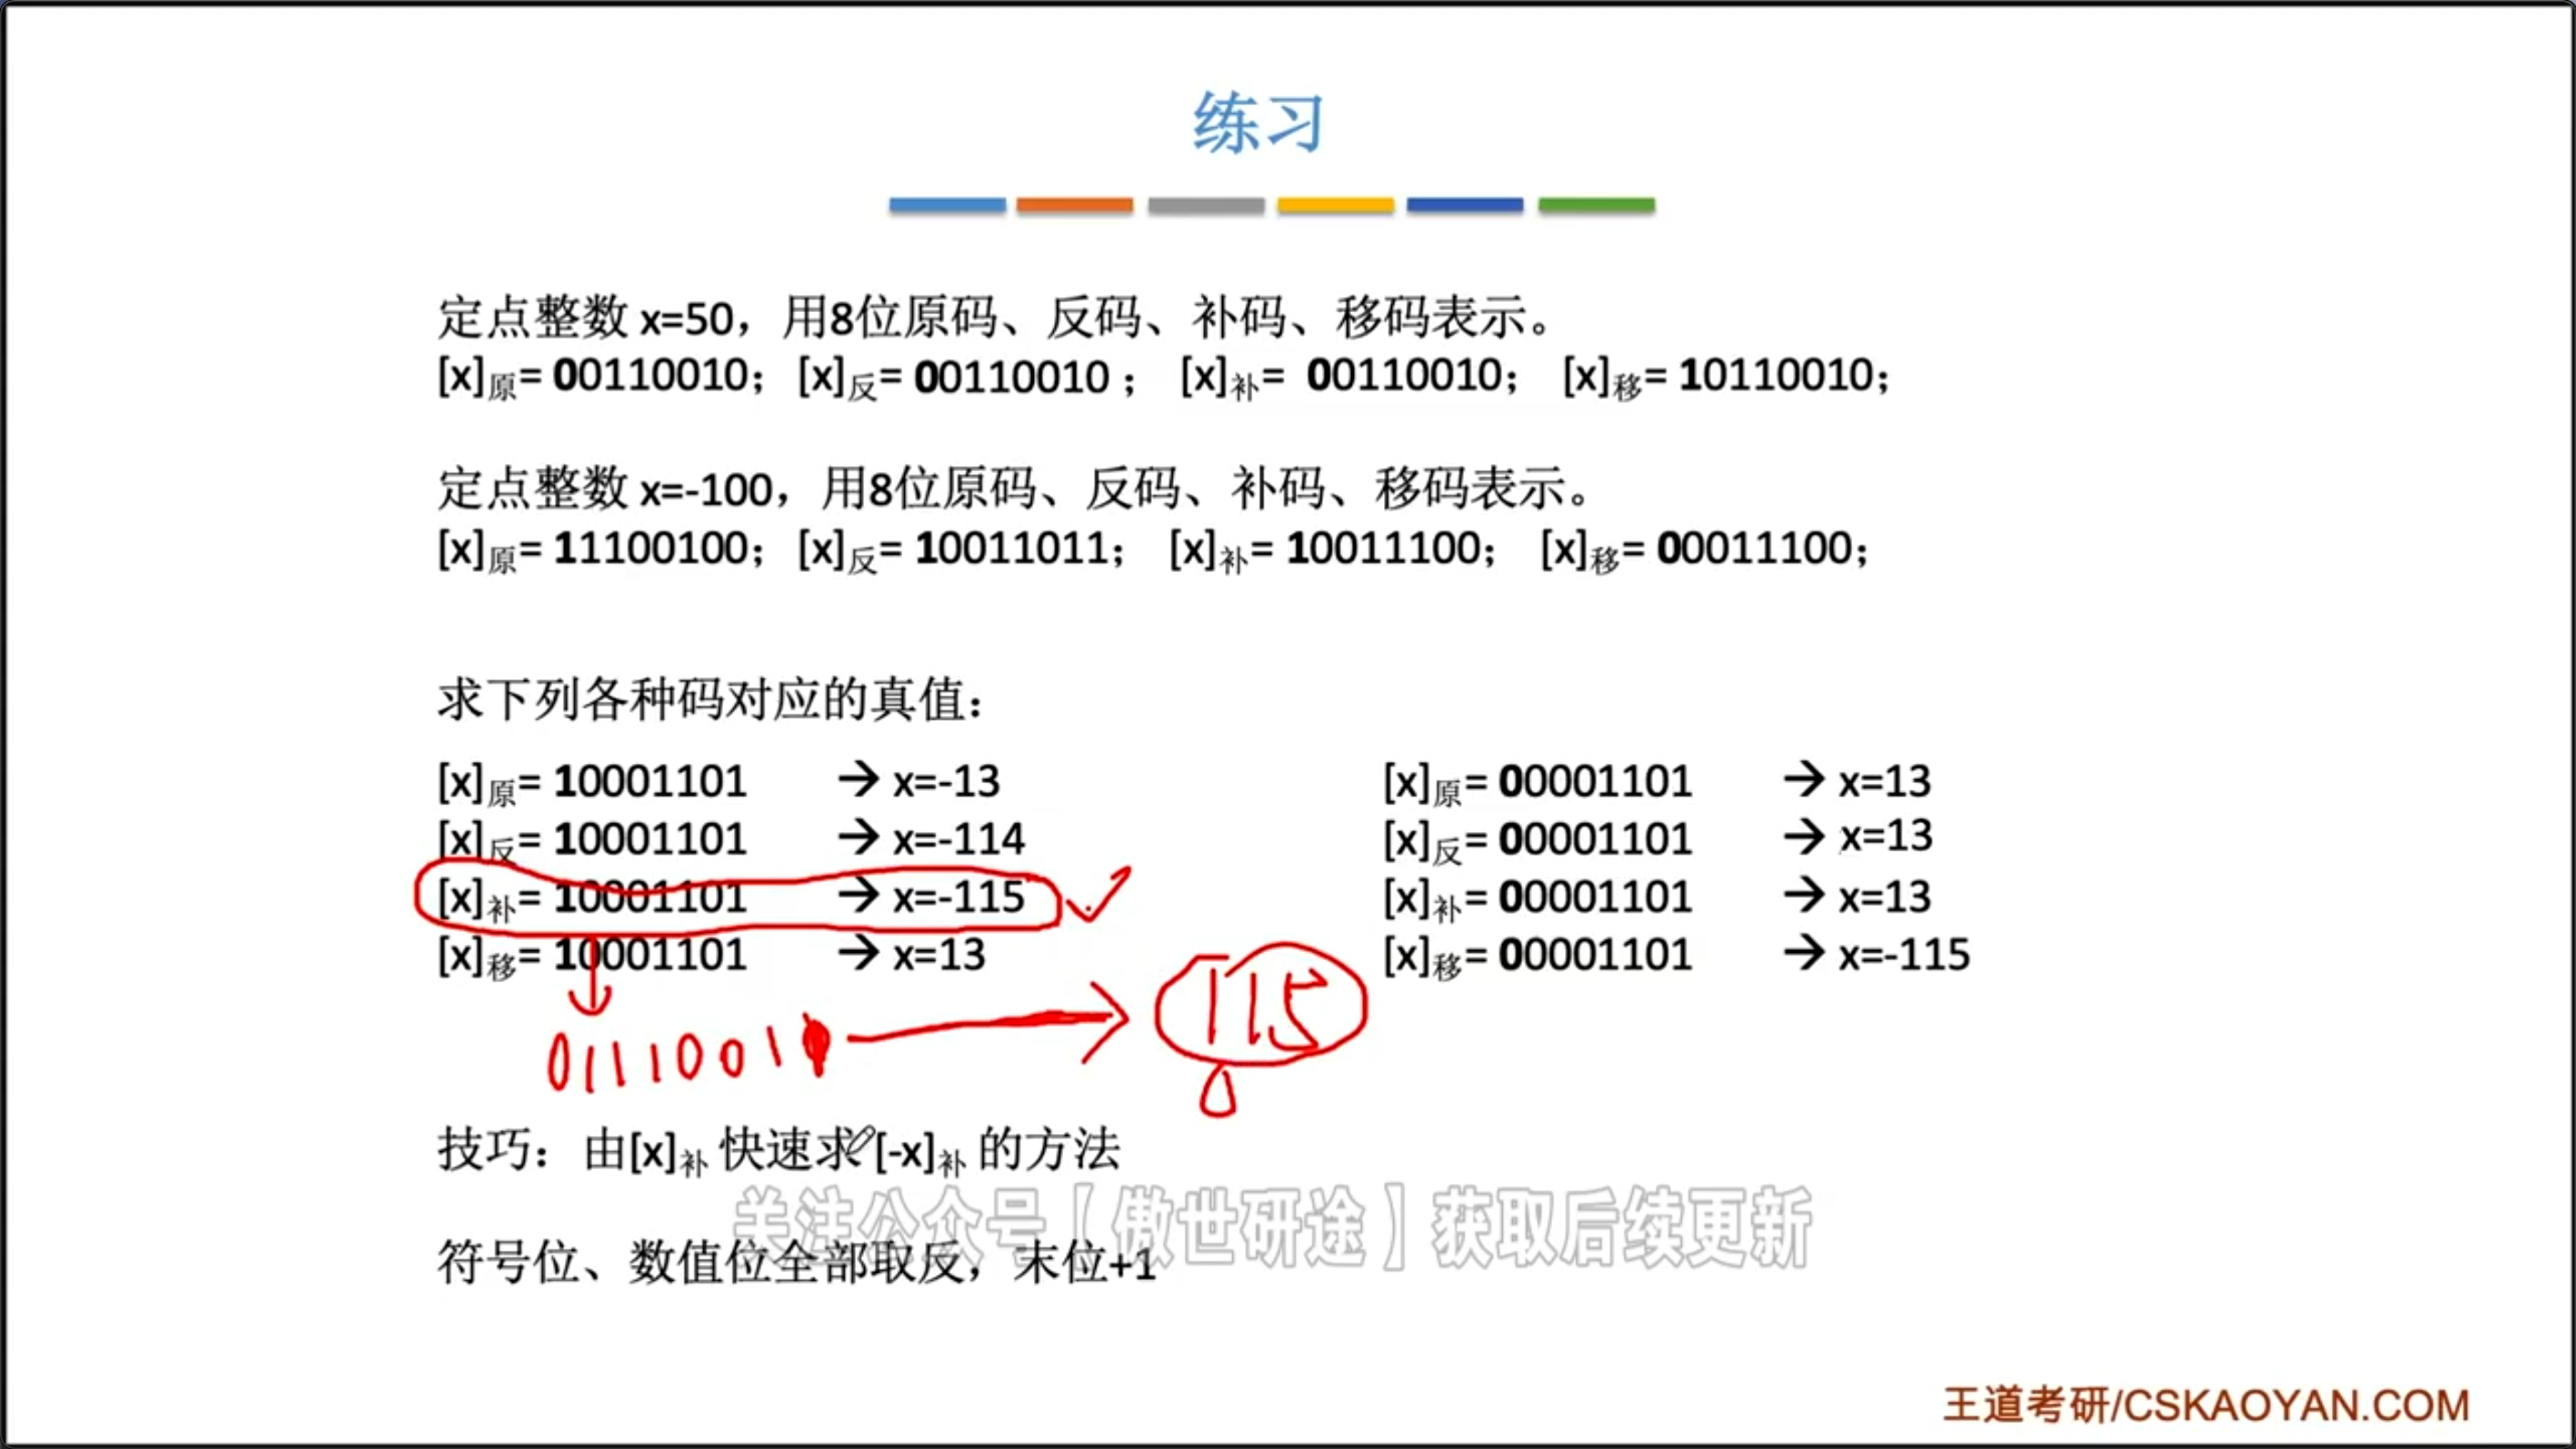 练习
定点整数 x=50，用8位原码、反码、补码、移码表示。
[x]原= 00110010；[x]反= 00110010； [x]补= 00110010； [x]移= 10110010；
定点整数 x=-100，用8位原码、反码、补码、移码表示。
[x]原= 11100100；[x]反= 10011011； [x]补= 10011100； [x]移= 00011100；
求下列各种码对应的真值：
[x]原= 10001101 → x=-13 [x]原= 00001101 → x=13
[x]反= 10001101 → x=-114 [x]反= 00001101 → x=13
[x]补= 10001101 → x=-115 [x]补= 00001101 → x=13
[x]移= 10001101 → x=13 [x]移= 00001101 → x=-115
115
技巧：由[x]补 快速求 [-x]补 的方法
关注公众号【傲世研途】获取后续更新
符号位、数值位全部取反，末位+1
王道考研/CSKAOYAN.COM